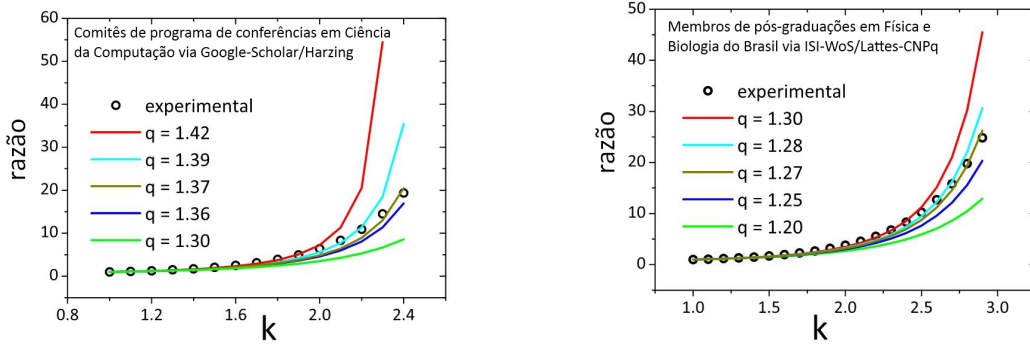 Comitês de programa de conferências em Ciência
da Computação via Google-Scholar/Harzing
experimental
q = 1.42
q = 1.39
q = 1.37
q = 1.36
q = 1.30
razão
60
50
40
30
20
10
0
0.8
1.2
1.6
2.0
2.4
k
Membros de pós-graduações em Física e
Biologia do Brasil via ISI-WoS/Lattes-CNPq
experimental
q = 1.30
q = 1.28
q = 1.27
q = 1.25
q = 1.20
razão
50
40
30
20
10
0
1.0
1.5
2.0
2.5
3.0
k